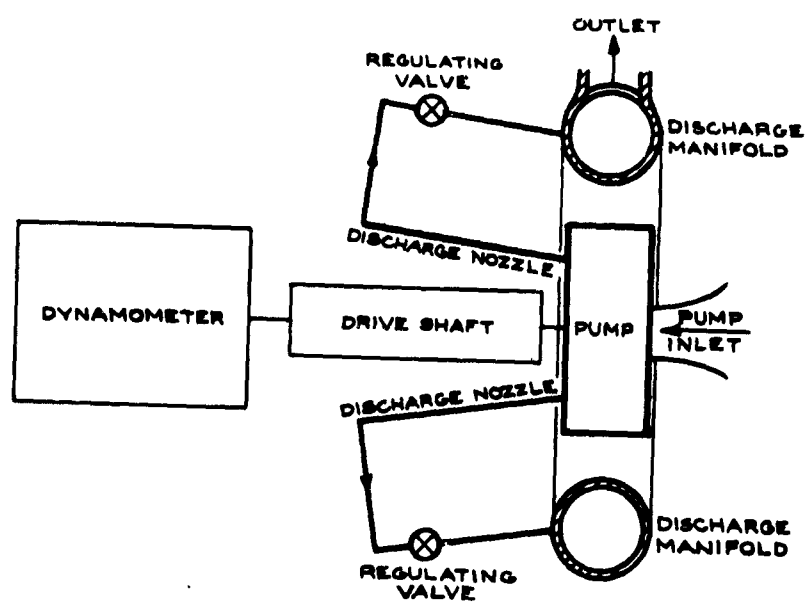 OUTLET
REGULATING
VALVE
DISCHARGE
MANIFOLD
DISCHARGE NOZZLE
DYNAMOMETER
DRIVE SHAFT
PUMP
PUMP
INLET
DISCHARGE NOZZLE
DISCHARGE
MANIFOLD
REGULATING
VALVE